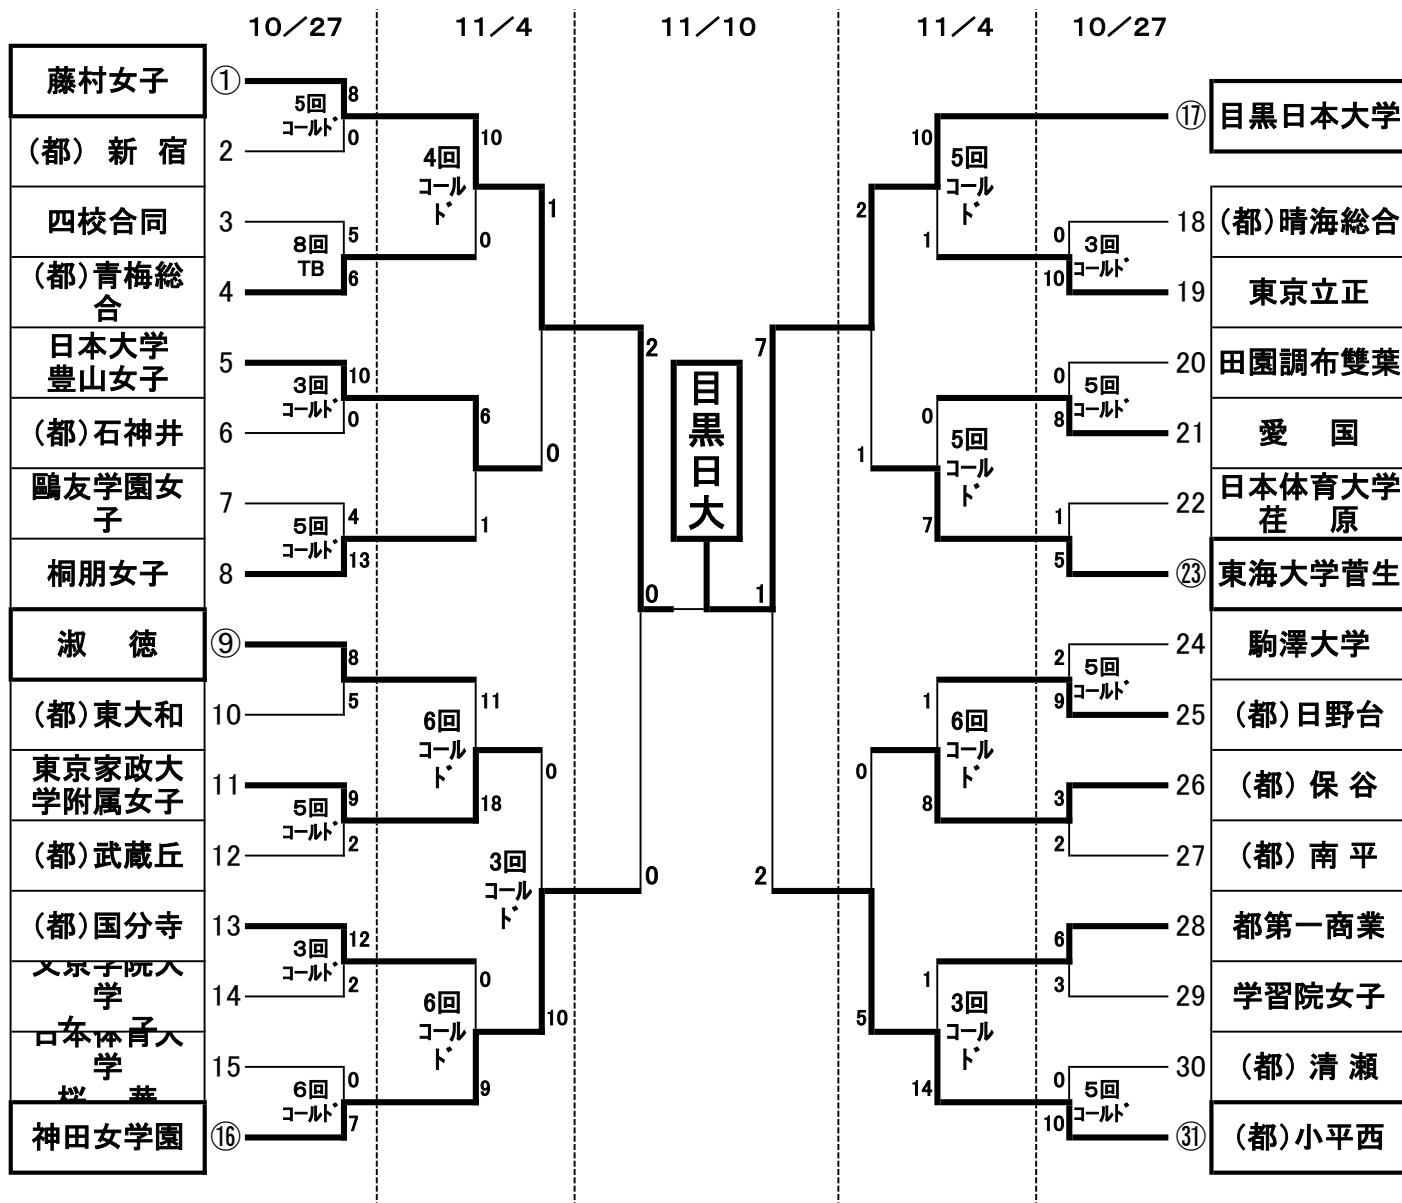 10／27
11／4
11／10
11／4
10／27
藤村女子
①
8
5回
コールド
0
（都） 新 宿
2
四校合同
3
5
8回
TB
6
（都）青梅総
合
4
10
4回
コール
ド
0
1
日本大学
豊山女子
5
10
3回
コールド
0
（都）石神井
6
鷗友学園女
子
7
4
5回
コールド
13
桐朋女子
8
6
1
0
2
淑 徳
⑨
8
5
（都）東大和
10
東京家政大
学附属女子
11
9
5回
コールド
2
（都）武蔵丘
12
11
6回
コール
ド
18
0
3回
コール
ド
10
（都）国分寺
13
12
3回
コールド
2
学
14
学
15
0
6回
コールド
7
神田女学園
⑯
0
6回
コール
ド
9
0
目
黒
日
大
0
1
7
2
2
1
0
5
10
5回
コール
ド
1
0
5回
コール
ド
7
1
6回
コール
ド
8
1
3回
コール
ド
14
⑰
目黒日本大学
0
3回
コールド
10
18
（都）晴海総合
19
東京立正
0
5回
コールド
8
20
田園調布雙葉
21
愛 国
1
5
22
日本体育大学
荏 原
㉓
東海大学菅生
2
5回
コールド
9
24
駒澤大学
25
（都）日野台
3
2
26
（都） 保 谷
27
（都） 南 平
6
3
28
都第一商業
29
学習院女子
0
5回
コールド
10
30
（都） 清 瀬
㉛
（都）小平西